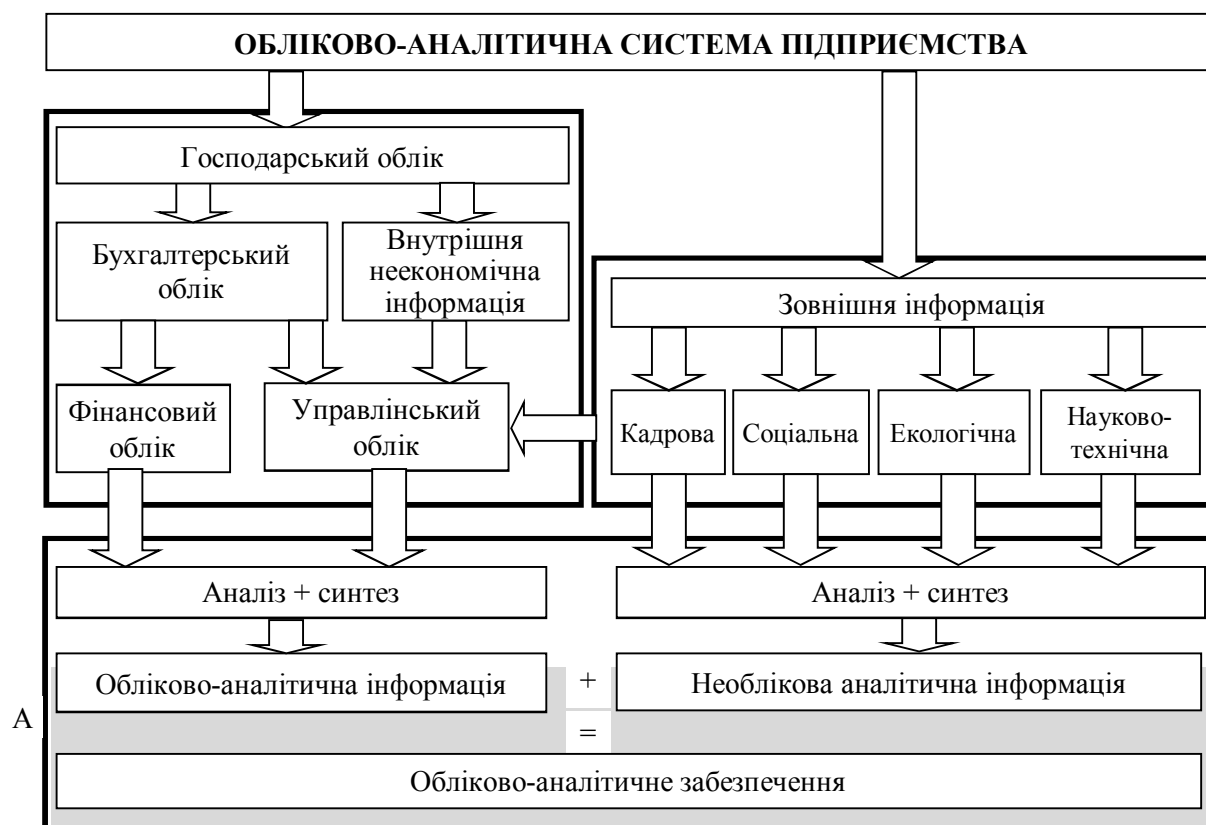 ОБЛІКОВО-АНАЛІТИЧНА СИСТЕМА ПІДПРИЄМСТВА
Господарський облік
Бухгалтерський
облік
Внутрішня
неекономічна
інформація
Зовнішня інформація
Фінансовий
облік
Управлінський
облік
Кадрова
Соціальна
Екологічна
Науково-
технічна
Аналіз + синтез
Аналіз + синтез
Обліково-аналітична інформація
+
Необлікова аналітична інформація
А
=
Обліково-аналітичне забезпечення